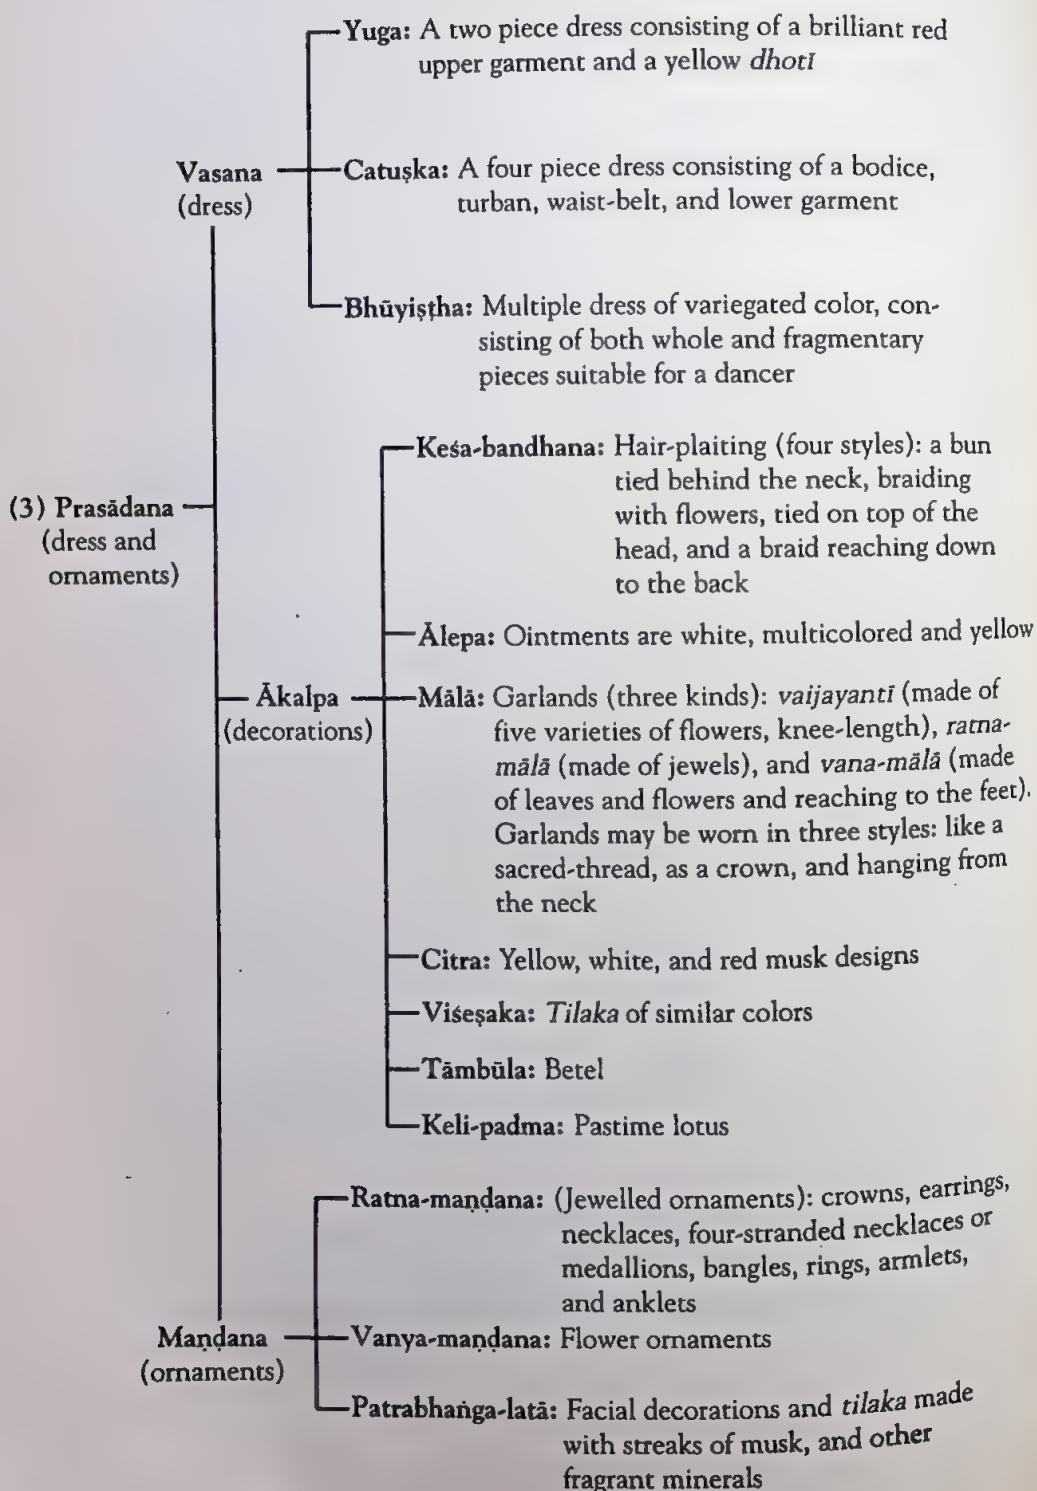 Yuga: A two piece dress consisting of a brilliant red
upper garment and a yellow dhotī
Vasana
(dress)
Catuṣka: A four piece dress consisting of a bodice,
turban, waist-belt, and lower garment
Bhūyiṣṭha: Multiple dress of variegated color, con-
sisting of both whole and fragmentary
pieces suitable for a dancer
(3) Prasādana
(dress and
ornaments)
Keśa-bandhana: Hair-plaiting (four styles): a bun
tied behind the neck, braiding
with flowers, tied on top of the
head, and a braid reaching down
to the back
Ālepa: Ointments are white, multicolored and yellow
Ākalpa
(decorations)
Mālā: Garlands (three kinds): vaijayantī (made of
five varieties of flowers, knee-length), ratna-
mālā (made of jewels), and vana-mālā (made
of leaves and flowers and reaching to the feet).
Garlands may be worn in three styles: like a
sacred-thread, as a crown, and hanging from
the neck
Citra: Yellow, white, and red musk designs
Viśeṣaka: Tilaka of similar colors
Tāmbūla: Betel
Keli-padma: Pastime lotus
Ratna-maṇḍana: (Jewelled ornaments): crowns, earrings,
necklaces, four-stranded necklaces or
medallions, bangles, rings, armlets,
and anklets
Maṇḍana
(ornaments)
Vanya-maṇḍana: Flower ornaments
Patrabhaṅga-latā: Facial decorations and tilaka made
with streaks of musk, and other
fragrant minerals